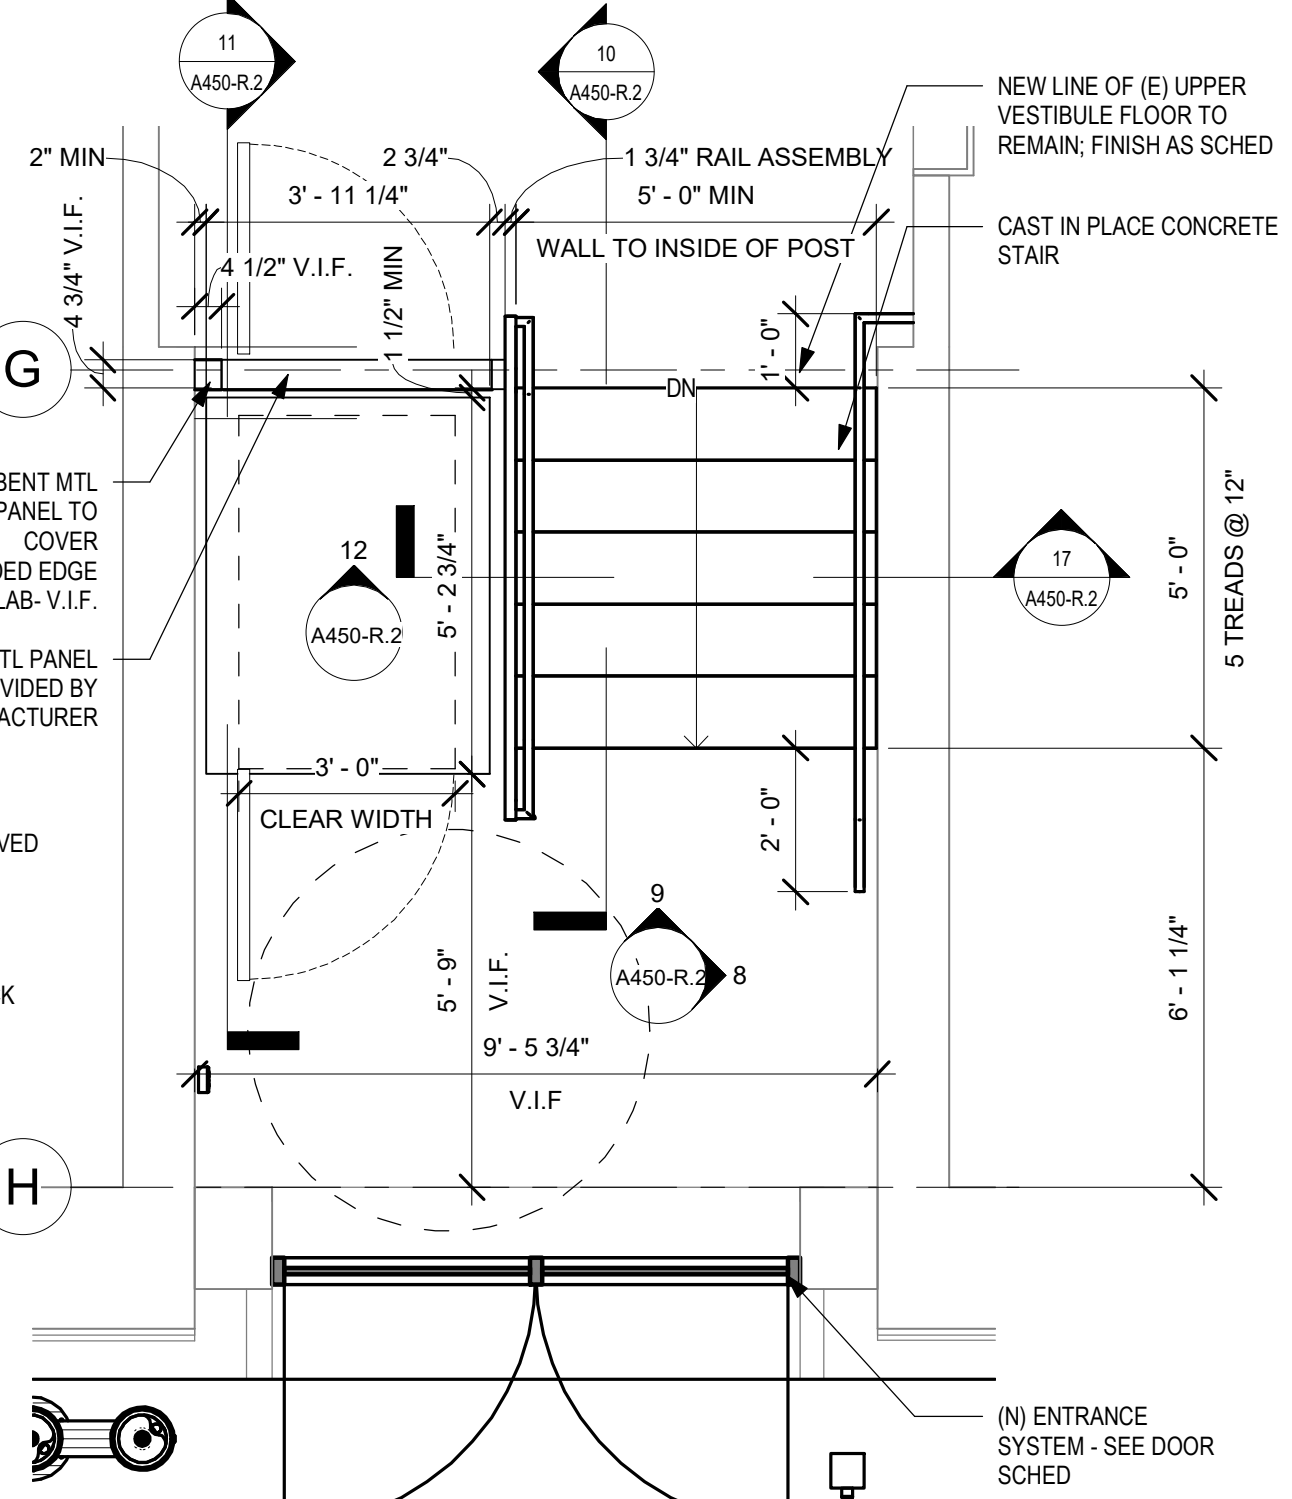 11
A450-R.2
10
A450-R.2
NEW LINE OF (E) UPPER
VESTIBULE FLOOR TO
REMAIN; FINISH AS SCHED
2" MIN
2 3/4"
1 3/4" RAIL ASSEMBLY
3' - 11 1/4"
5' - 0" MIN
4 3/4" V.I.F.
4 1/2" V.I.F.
1 1/2" MIN
WALL TO INSIDE OF POST
CAST IN PLACE CONCRETE
STAIR
G
1' - 0"
DN
BENT MTL
PANEL TO
COVER
DED EDGE
LAB- V.I.F.
12
A450-R.2
5' - 2 3/4"
17
A450-R.2
5' - 0"
5 TREADS @ 12"
TL PANEL
VIDED BY
ACTURER
3' - 0"
CLEAR WIDTH
2' - 0"
VED
9
A450-R.2
8
5' - 9"
V.I.F.
6' - 1 1/4"
K
9' - 5 3/4"
V.I.F
H
(N) ENTRANCE
SYSTEM - SEE DOOR
SCHED